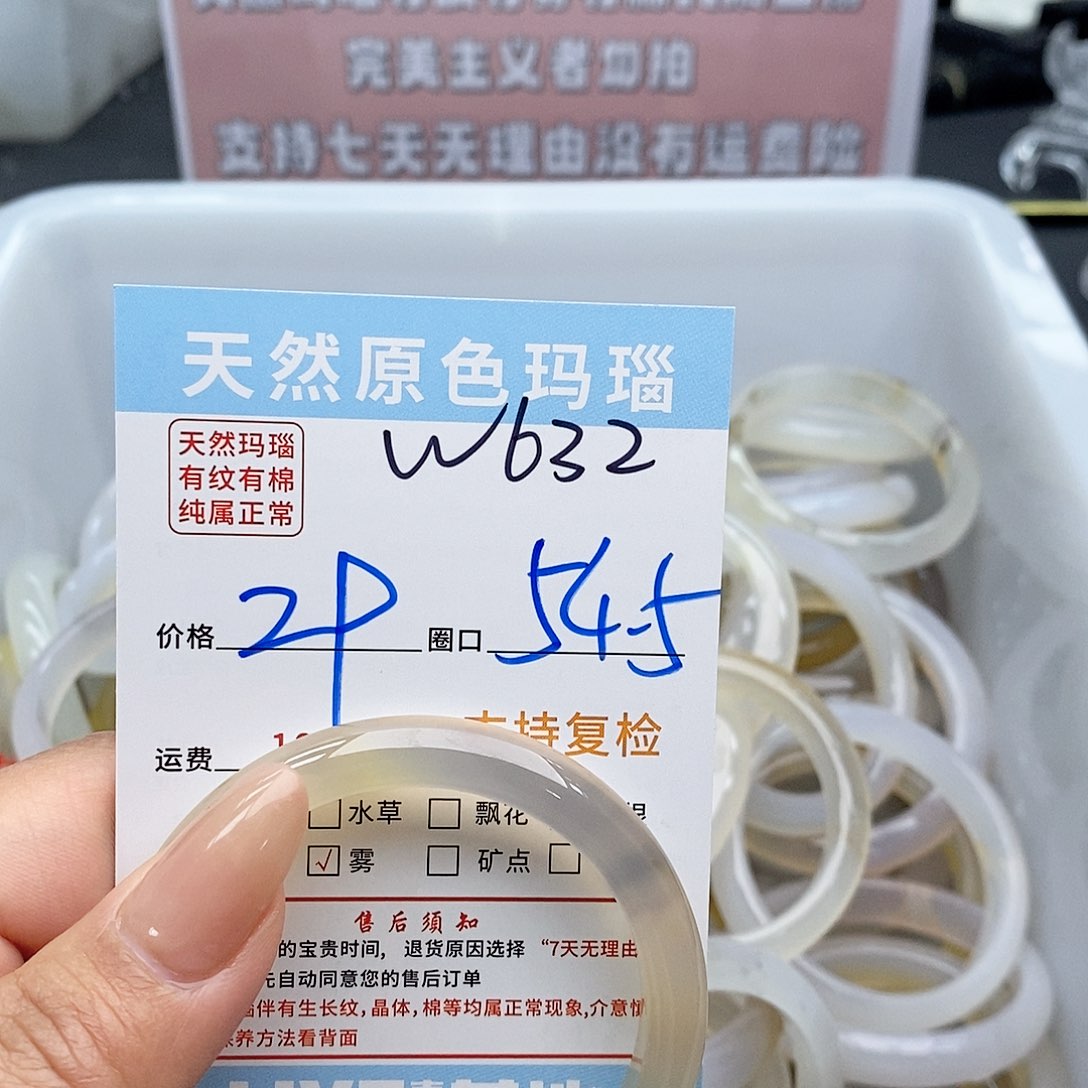 完美主义者勿拍
支持七天无理由没有运费险
天然原色玛瑙
W632
天然玛瑙
有纹有棉
纯属正常
价格 2P 圈口 54.5
支持复检
运费
水草 飘花
√ 雾 矿点
售后须知
的宝贵时间, 退货原因选择 “7天无理由
自动同意您的售后订单
伴有生长纹,晶体,棉等均属正常现象,介意慎
养方法看背面